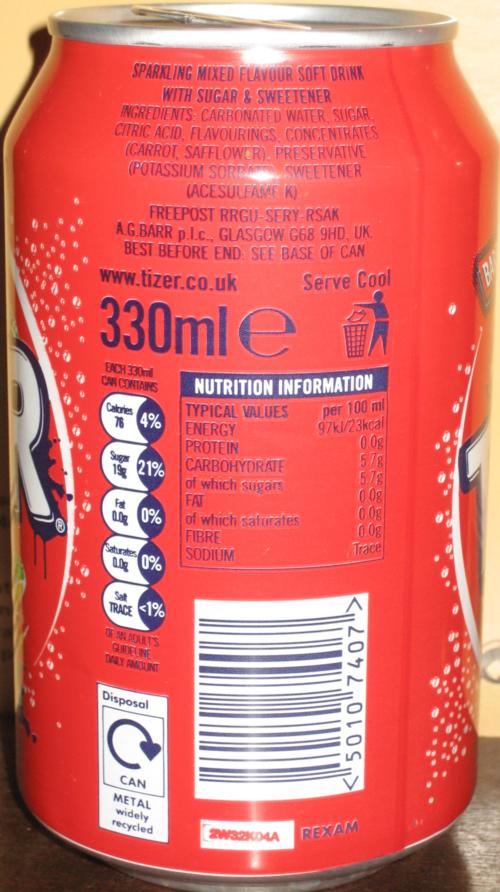 SPARKLING MIXED FLAVOUR SOFT DRINK
WITH SUGAR & SWEETENER
INGREDIENTS: CARBONATED WATER, SUGAR,
CITRIC ACID, FLAVOURINGS, CONCENTRATES
(CARROT, SAFFLOWER), PRESERVATIVE
(POTASSIUM SORBATE), SWEETENER
(ACESULFAME K)
FREEPOST RRGU-SERY-RSAK
A.G.BARR p.l.c., GLASGOW G68 9HD, UK.
BEST BEFORE END: SEE BASE OF CAN
www.tizer.co.uk Serve Cool
330ml e
EACH 330ml
CAN CONTAINS
Calories
76 4%
Sugar
19g 21%
Fat
0.0g 0%
Saturates
0.0g 0%
Salt
TRACE <1%
OF AN ADULT'S
GUIDELINE
DAILY AMOUNT
NUTRITION INFORMATION
TYPICAL VALUES per 100 ml
ENERGY 97kJ/23kcal
PROTEIN 0.0g
CARBOHYDRATE 5.7g
of which sugars 5.7g
FAT 0.0g
of which saturates 0.0g
FIBRE 0.0g
SODIUM Trace
R®
Disposal
CAN
METAL
widely
recycled
<5010 7407>
2W32K04A REXAM